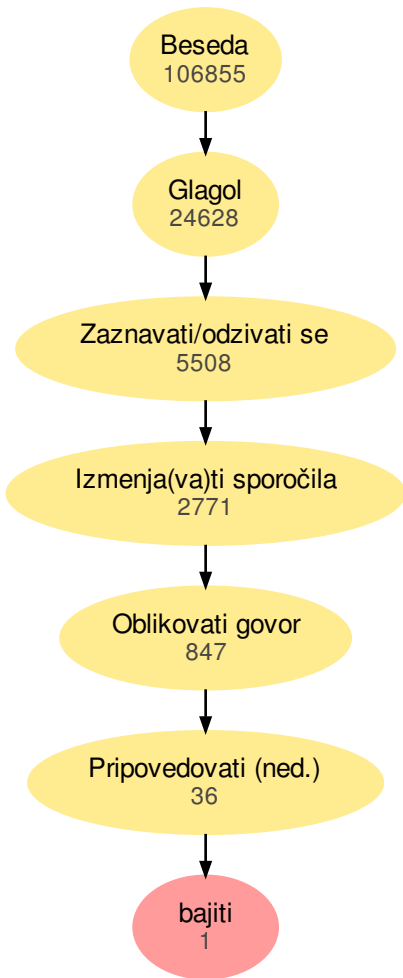 Beseda
106855
Glagol
24628
Zaznavati/odzivati se
5508
Izmenja(va)ti sporočila
2771
Oblikovati govor
847
Pripovedovati (ned.)
36
bajiti
1